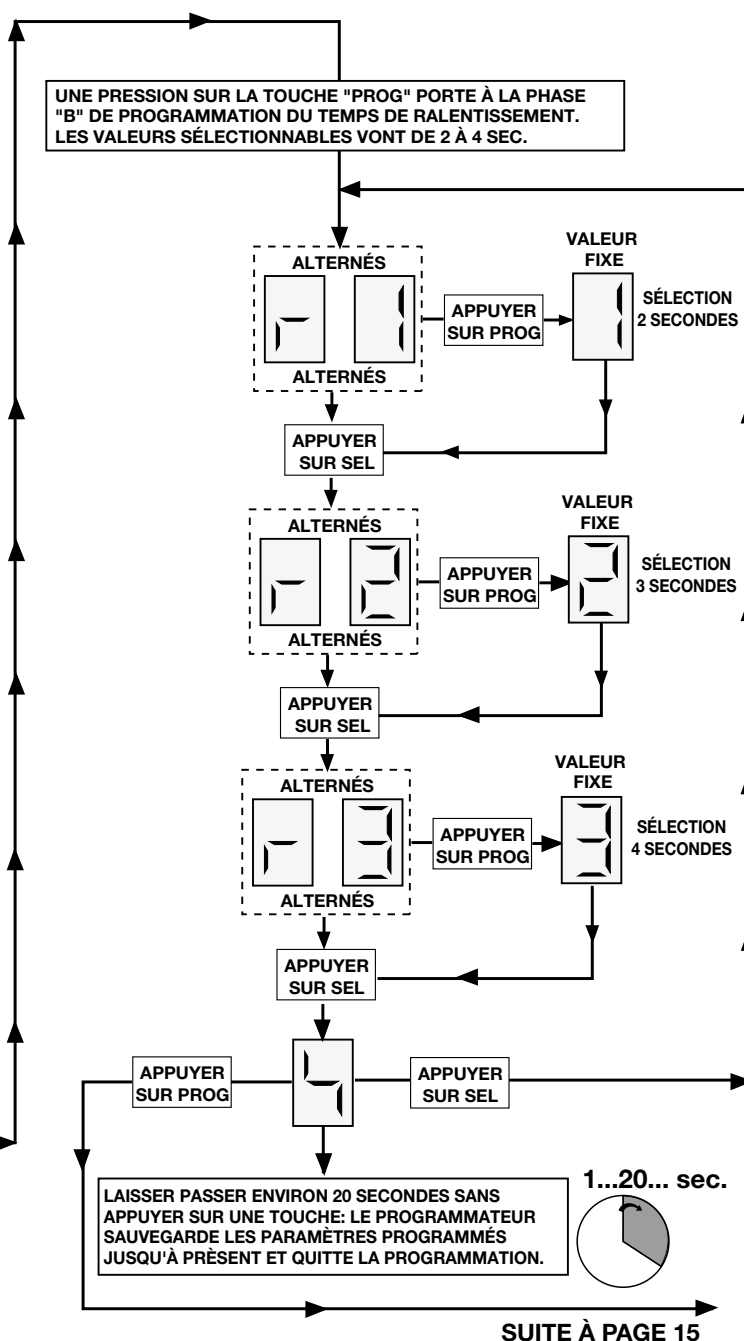 UNE PRESSION SUR LA TOUCHE "PROG" PORTE À LA PHASE
"B" DE PROGRAMMATION DU TEMPS DE RALENTISSEMENT.
LES VALEURS SÉLECTIONNABLES VONT DE 2 À 4 SEC.
ALTERNÉS
r 1
ALTERNÉS
APPUYER
SUR PROG
VALEUR
FIXE
1
SÉLECTION
2 SECONDES
APPUYER
SUR SEL
ALTERNÉS
r 2
ALTERNÉS
APPUYER
SUR PROG
VALEUR
FIXE
2
SÉLECTION
3 SECONDES
APPUYER
SUR SEL
ALTERNÉS
r 3
ALTERNÉS
APPUYER
SUR PROG
VALEUR
FIXE
3
SÉLECTION
4 SECONDES
APPUYER
SUR SEL
APPUYER
SUR PROG
4
APPUYER
SUR SEL
LAISSER PASSER ENVIRON 20 SECONDES SANS
APPUYER SUR UNE TOUCHE: LE PROGRAMMATEUR
SAUVEGARDE LES PARAMÈTRES PROGRAMMÉS
JUSQU'À PRÈSENT ET QUITTE LA PROGRAMMATION.
1...20... sec.
SUITE À PAGE 15